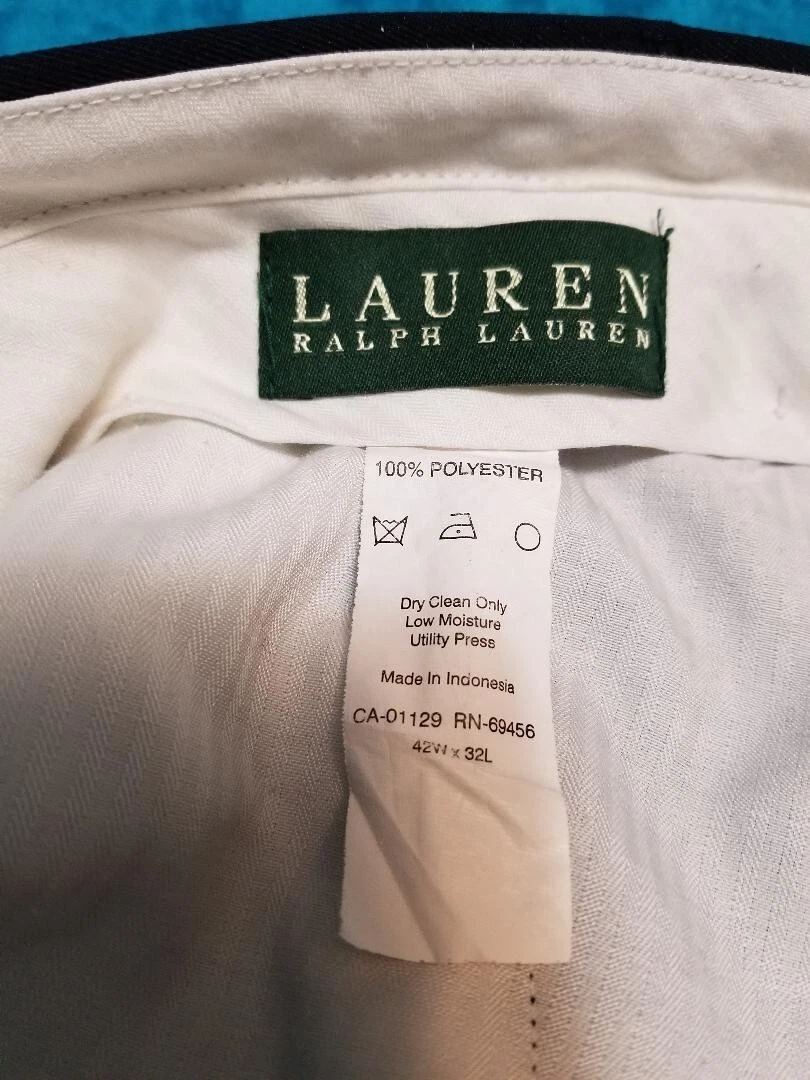 LAUREN
RALPH LAUREN
100% POLYESTER
Dry Clean Only
Low Moisture
Utility Press
Made In Indonesia
CA-01129 RN-69456
42W x 32L